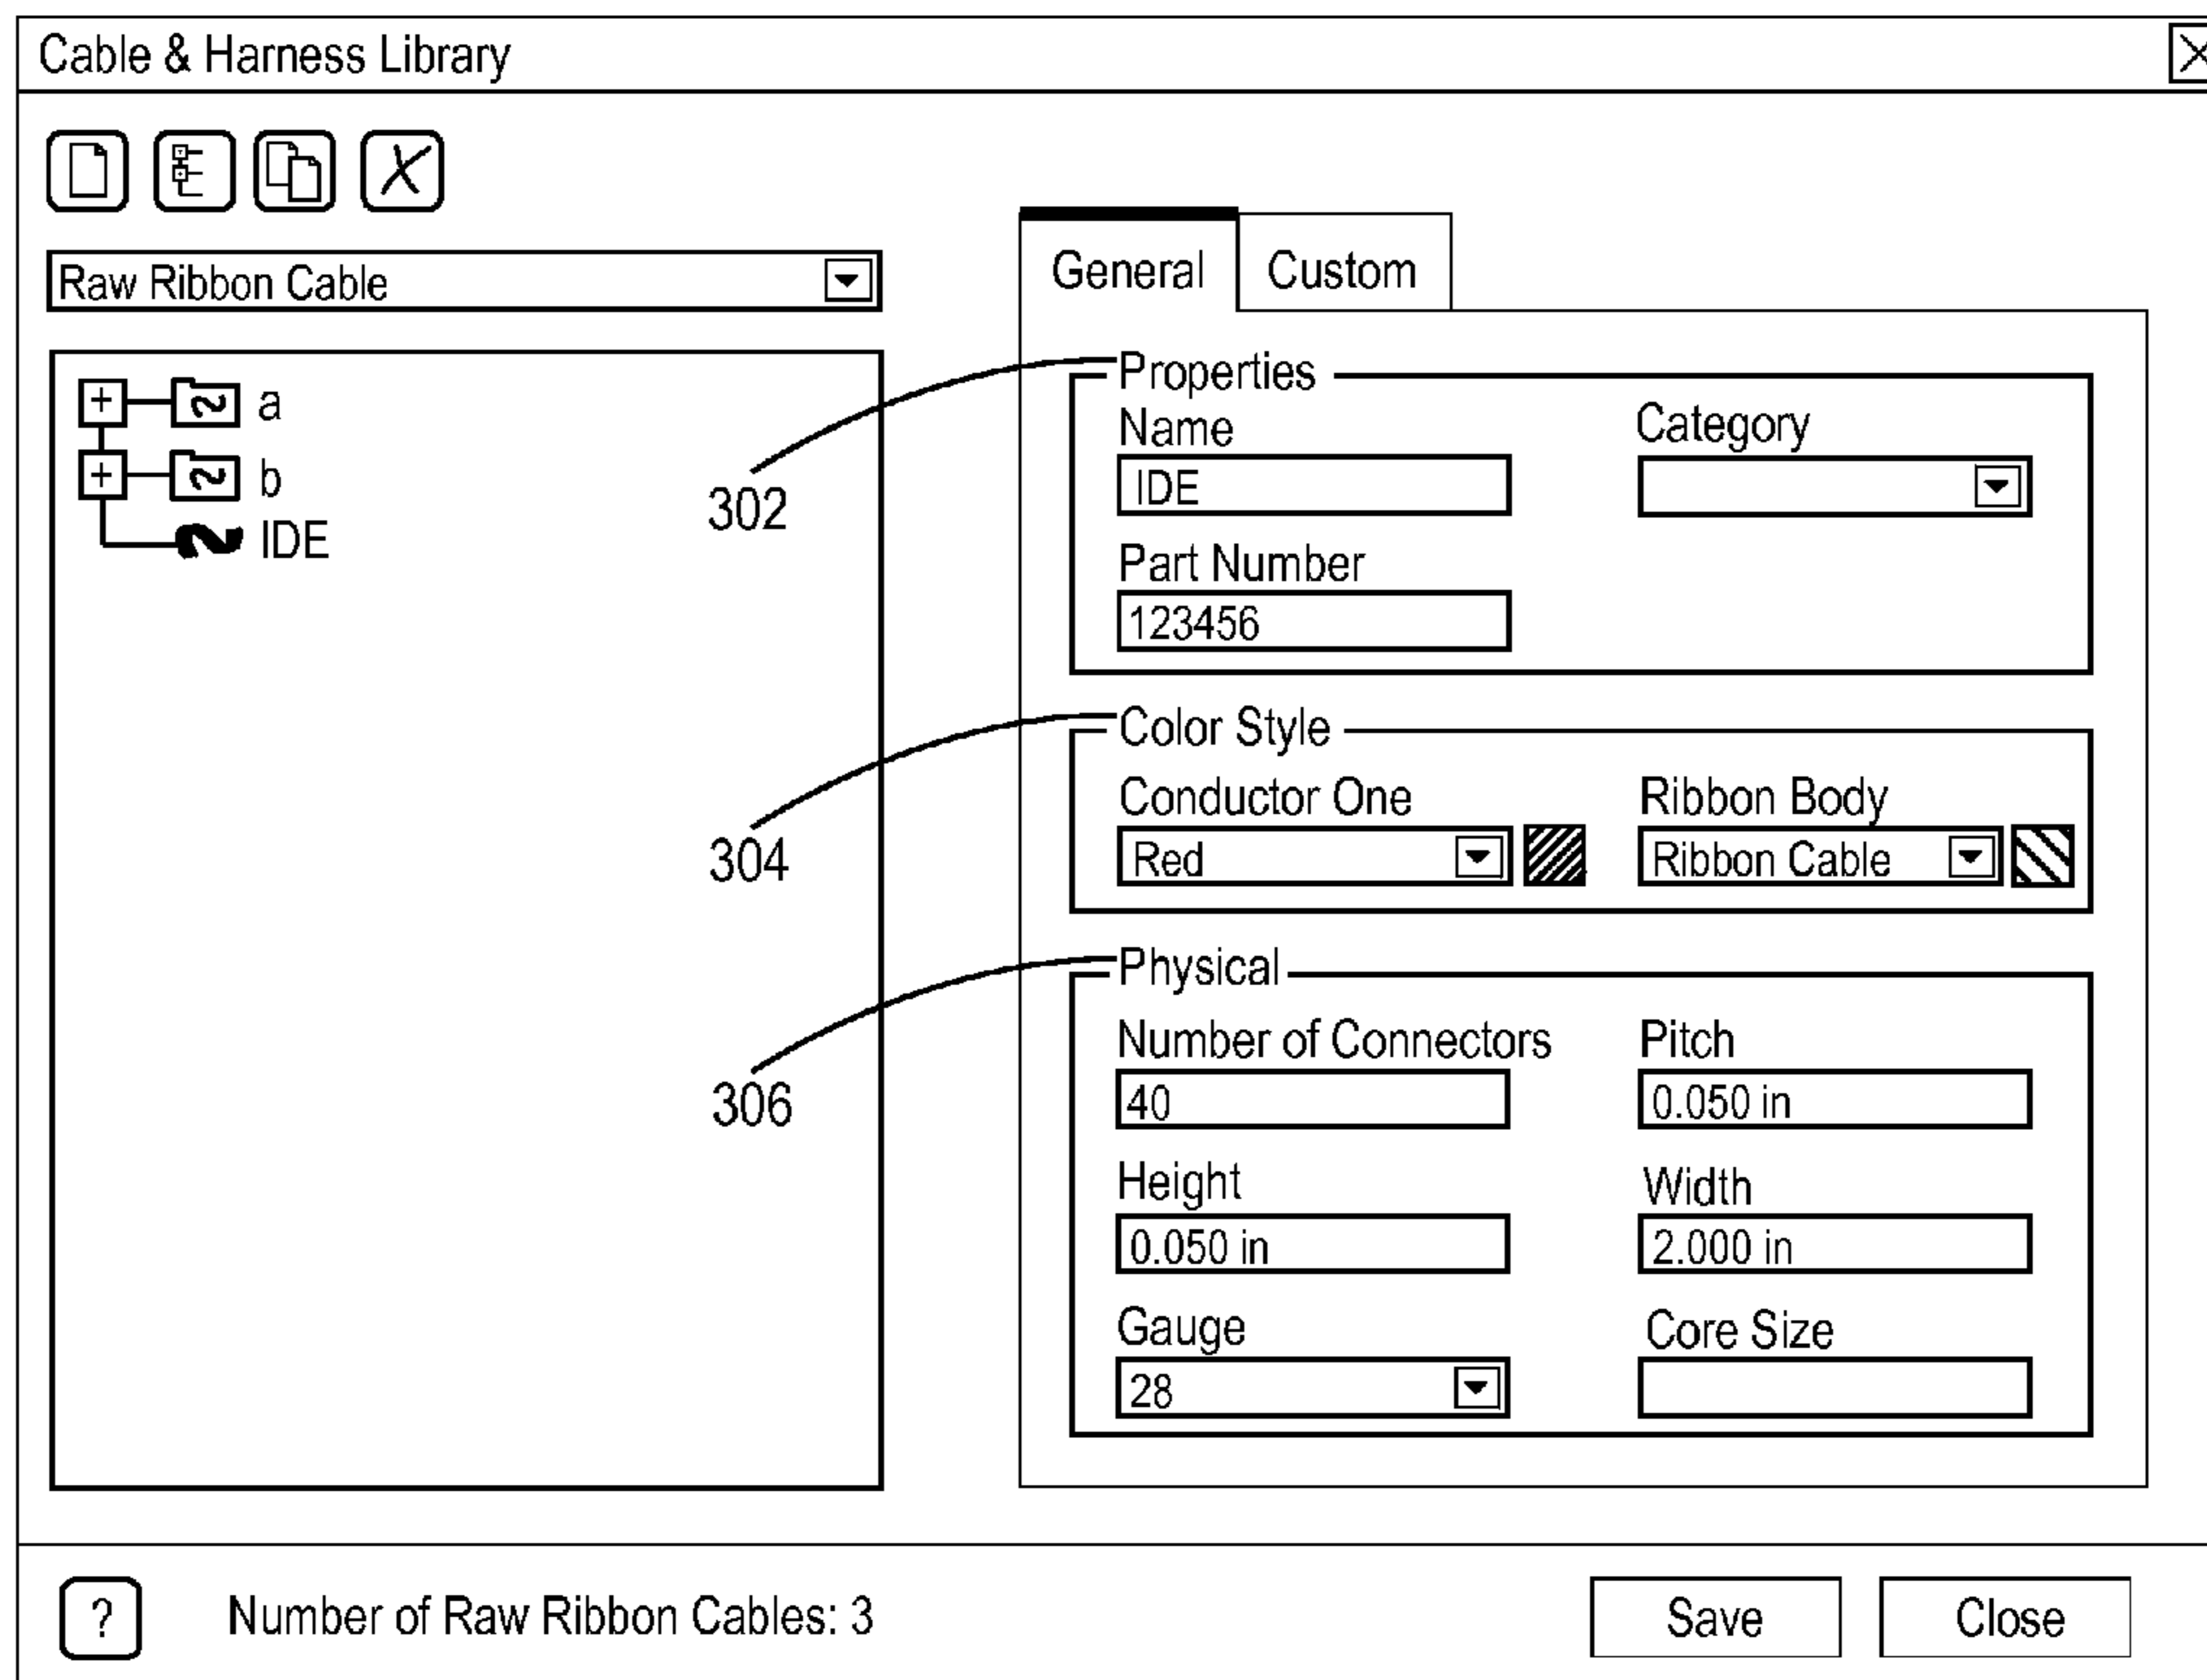 Cable & Harness Library
Raw Ribbon Cable
a
b
IDE
General
Custom
302
Properties
Name
Category
IDE
Part Number
123456
304
Color Style
Conductor One
Ribbon Body
Red
Ribbon Cable
306
Physical
Number of Connectors
Pitch
40
0.050 in
Height
Width
0.050 in
2.000 in
Gauge
Core Size
28
?
Number of Raw Ribbon Cables: 3
Save
Close